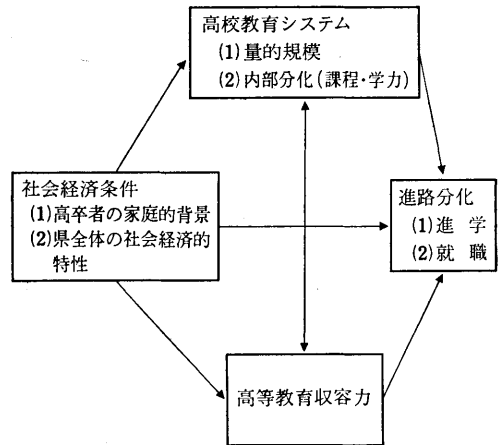 高校教育システム
(1)量的規模
(2)内部分化(課程·学力)
社会経済条件
(1)高卒者の家庭的背景
(2)県全体の社会経済的
特性
進路分化
(1)進 学
(2)就 職
高等教育収容力